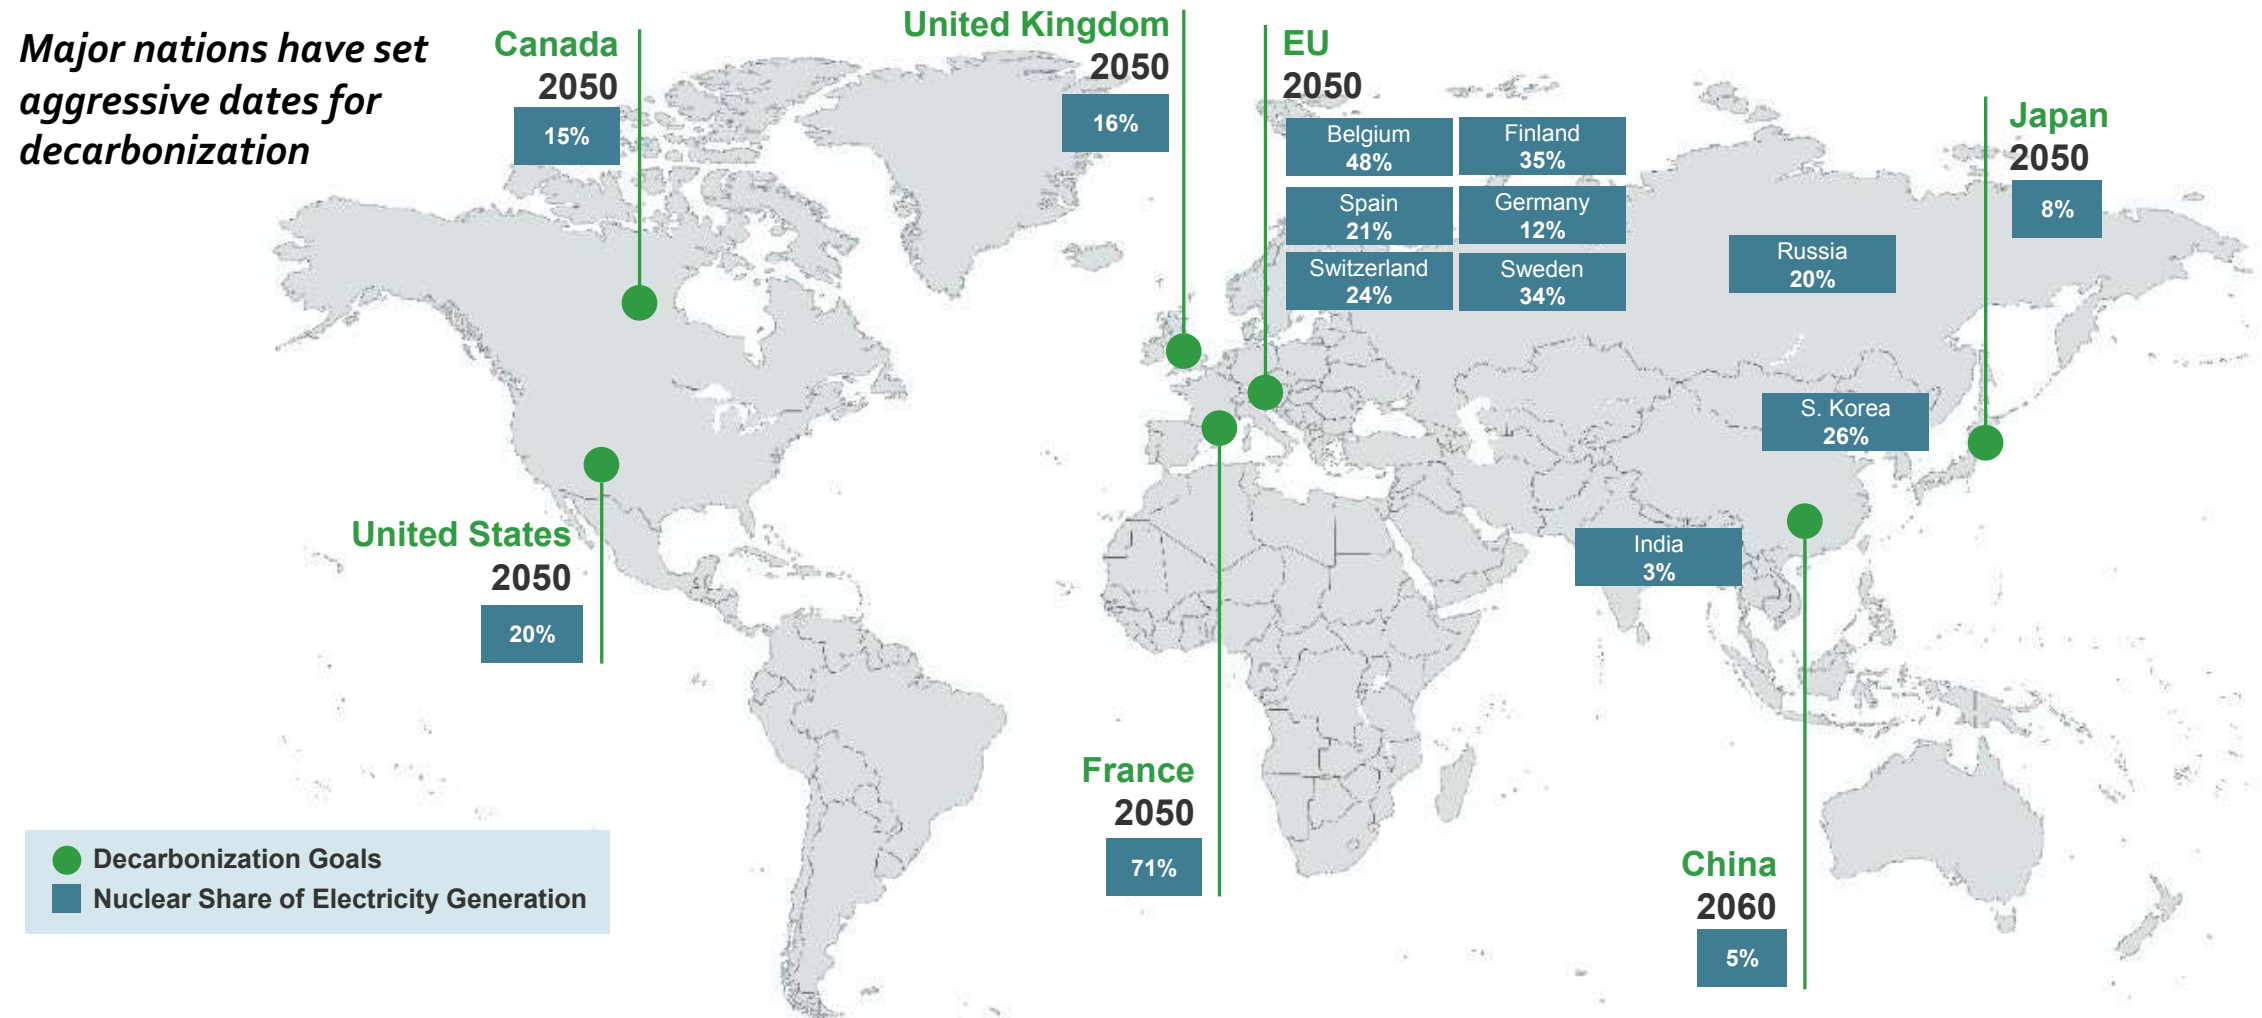 Major nations have set
aggressive dates for
decarbonization
Canada
2050
15%
United Kingdom
2050
16%
EU
2050
Belgium
48%
Finland
35%
Spain
21%
Germany
12%
Switzerland
24%
Sweden
34%
Japan
2050
8%
Russia
20%
S. Korea
26%
India
3%
United States
2050
20%
France
2050
71%
China
2060
5%
Decarbonization Goals
Nuclear Share of Electricity Generation